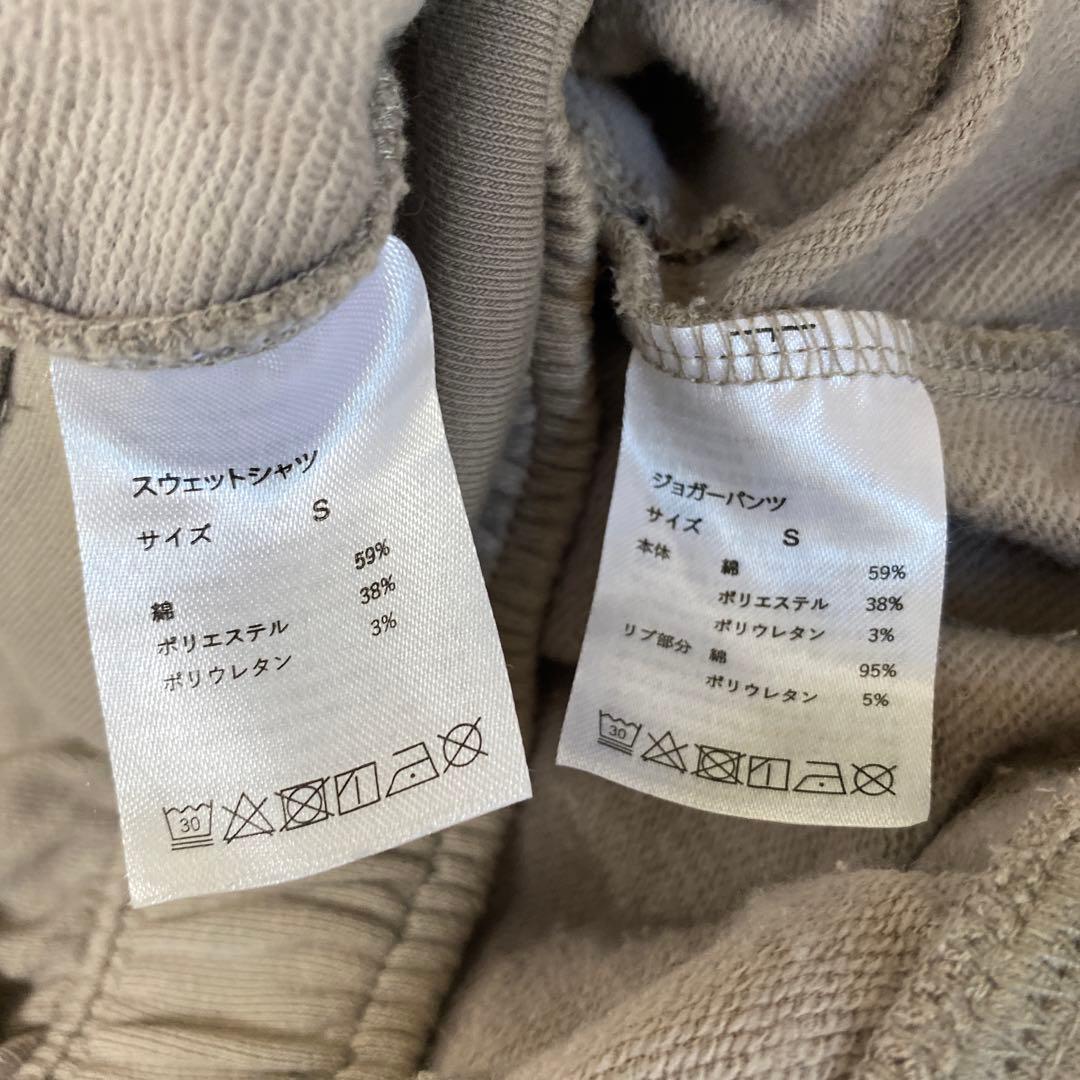 スウェットシャツ
サイズ S
綿 59%
ポリエステル 38%
ポリウレタン 3%
30
ジョガーパンツ
サイズ S
本体 綿 59%
ポリエステル 38%
ポリウレタン 3%
リブ部分 綿 95%
ポリウレタン 5%
30